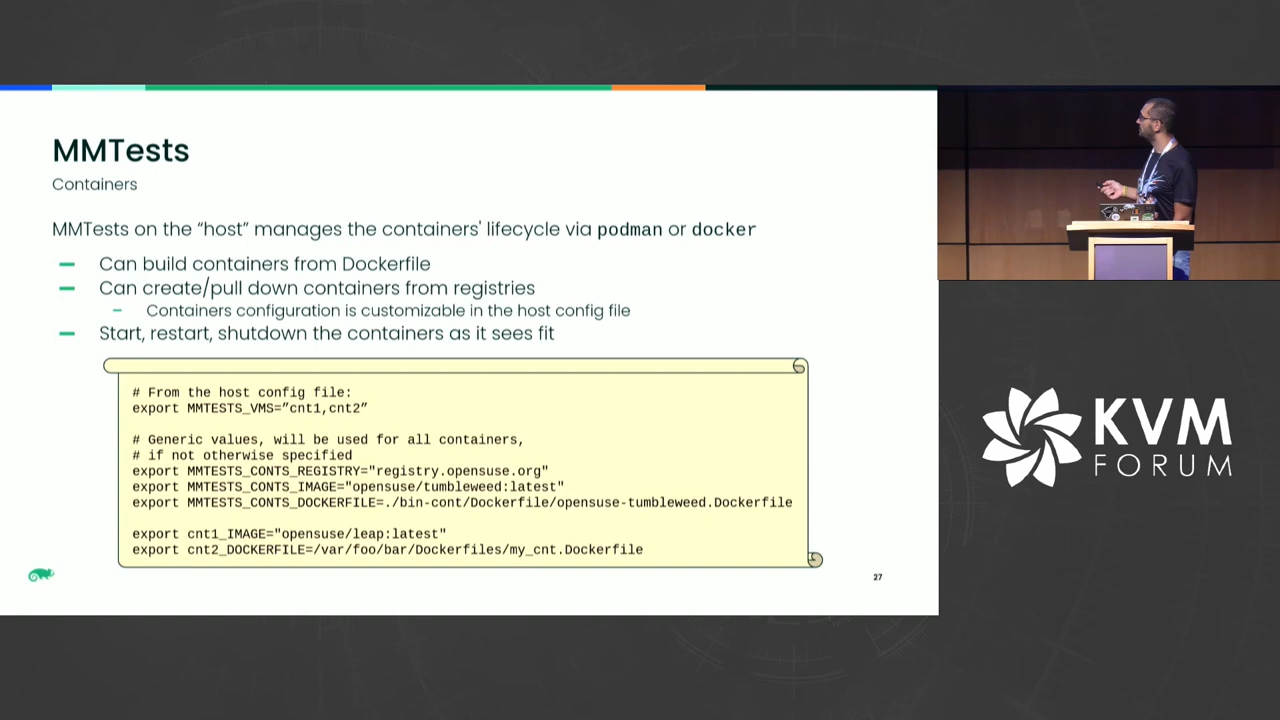 MMTests
Containers
MMTests on the “host” manages the containers' lifecycle via podman or docker
– Can build containers from Dockerfile
– Can create/pull down containers from registries
– Containers configuration is customizable in the host config file
– Start, restart, shutdown the containers as it sees fit
# From the host config file:
export MMTESTS_VMS=”cnt1,cnt2”
# Generic values, will be used for all containers,
# if not otherwise specified
export MMTESTS_CONTS_REGISTRY="registry.opensuse.org"
export MMTESTS_CONTS_IMAGE="opensuse/tumbleweed:latest"
export MMTESTS_CONTS_DOCKERFILE=./bin-cont/Dockerfile/opensuse-tumbleweed.Dockerfile
export cnt1_IMAGE="opensuse/leap:latest"
export cnt2_DOCKERFILE=/var/foo/bar/Dockerfiles/my_cnt.Dockerfile
27
KVM
FORUM